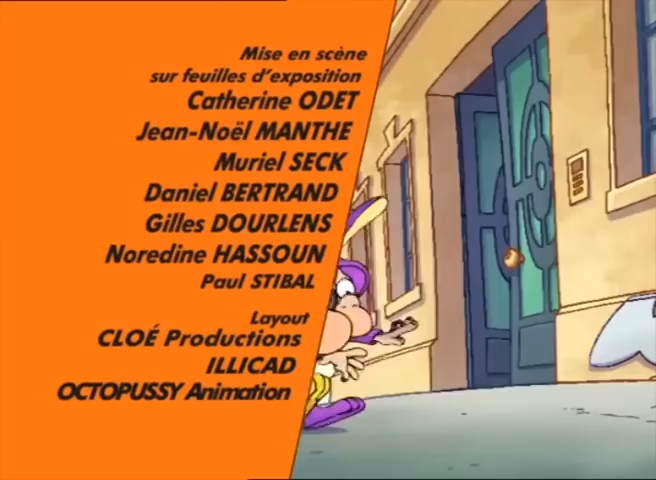 Mise en scène
sur feuilles d'exposition
Catherine ODET
Jean-Noël MANTHE
Muriel SECK
Daniel BERTRAND
Gilles DOURLENS
Noredine HASSOUN
Paul STIBAL
Layout
CLOÉ Productions
ILLICAD
OCTOPUSSY Animation